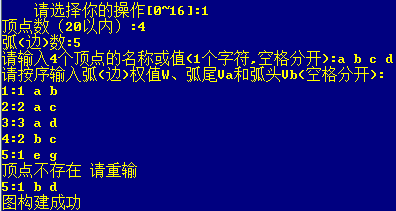 请选择你的操作[0~16]:1
顶点数（20以内）:4
弧(边)数:5
请输入4个顶点的名称或值(1个字符,空格分开):a b c d
请按序输入弧(边)权值W、弧尾Va和弧头Vb(空格分开):
1:1 a b
2:2 a c
3:3 a d
4:2 b c
5:1 e g
顶点不存在 请重输
5:1 b d
图构建成功